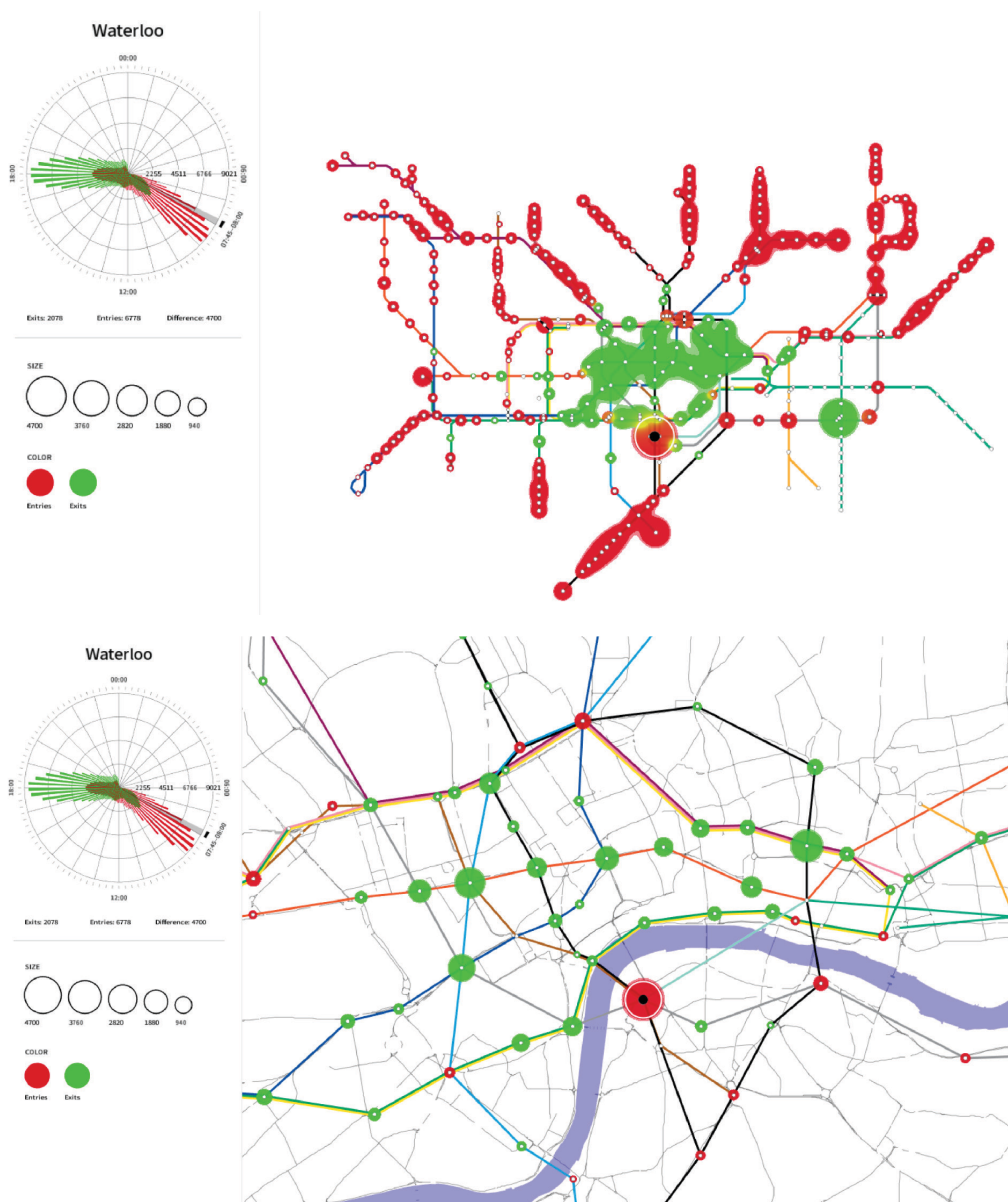 Waterloo
00:00
2255 4511 6766 9021
06:00
18:00
07:45-08:00
12:00
Exits: 2078 Entries: 6778 Difference: 4700
SIZE
4700 3760 2820 1880 940
COLOR
Entries Exits
Waterloo
00:00
2255 4511 6766 9021
06:00
18:00
07:45-08:00
12:00
Exits: 2078 Entries: 6778 Difference: 4700
SIZE
4700 3760 2820 1880 940
COLOR
Entries Exits